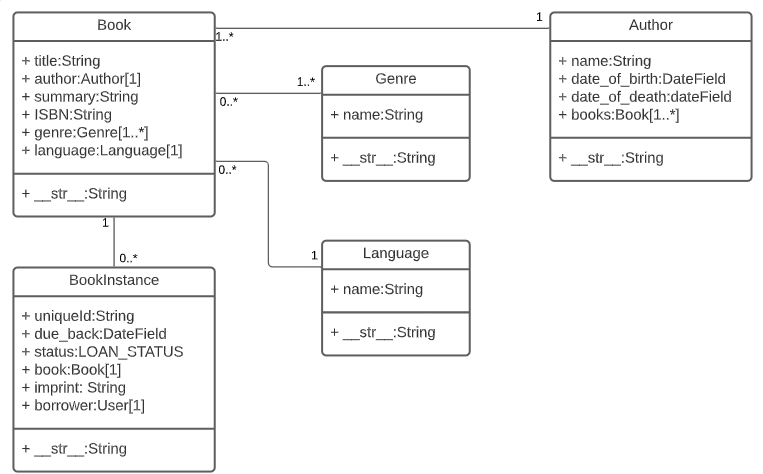 Book
+ title:String
+ author:Author[1]
+ summary:String
+ ISBN:String
+ genre:Genre[1..*]
+ language:Language[1]
+ __str__:String
1..*
1
Author
+ name:String
+ date_of_birth:DateField
+ date_of_death:dateField
+ books:Book[1..*]
+ __str__:String
0..*
1..*
Genre
+ name:String
+ __str__:String
0..*
1
Language
+ name:String
+ __str__:String
1
0..*
BookInstance
+ uniqueId:String
+ due_back:DateField
+ status:LOAN_STATUS
+ book:Book[1]
+ imprint: String
+ borrower:User[1]
+ __str__:String